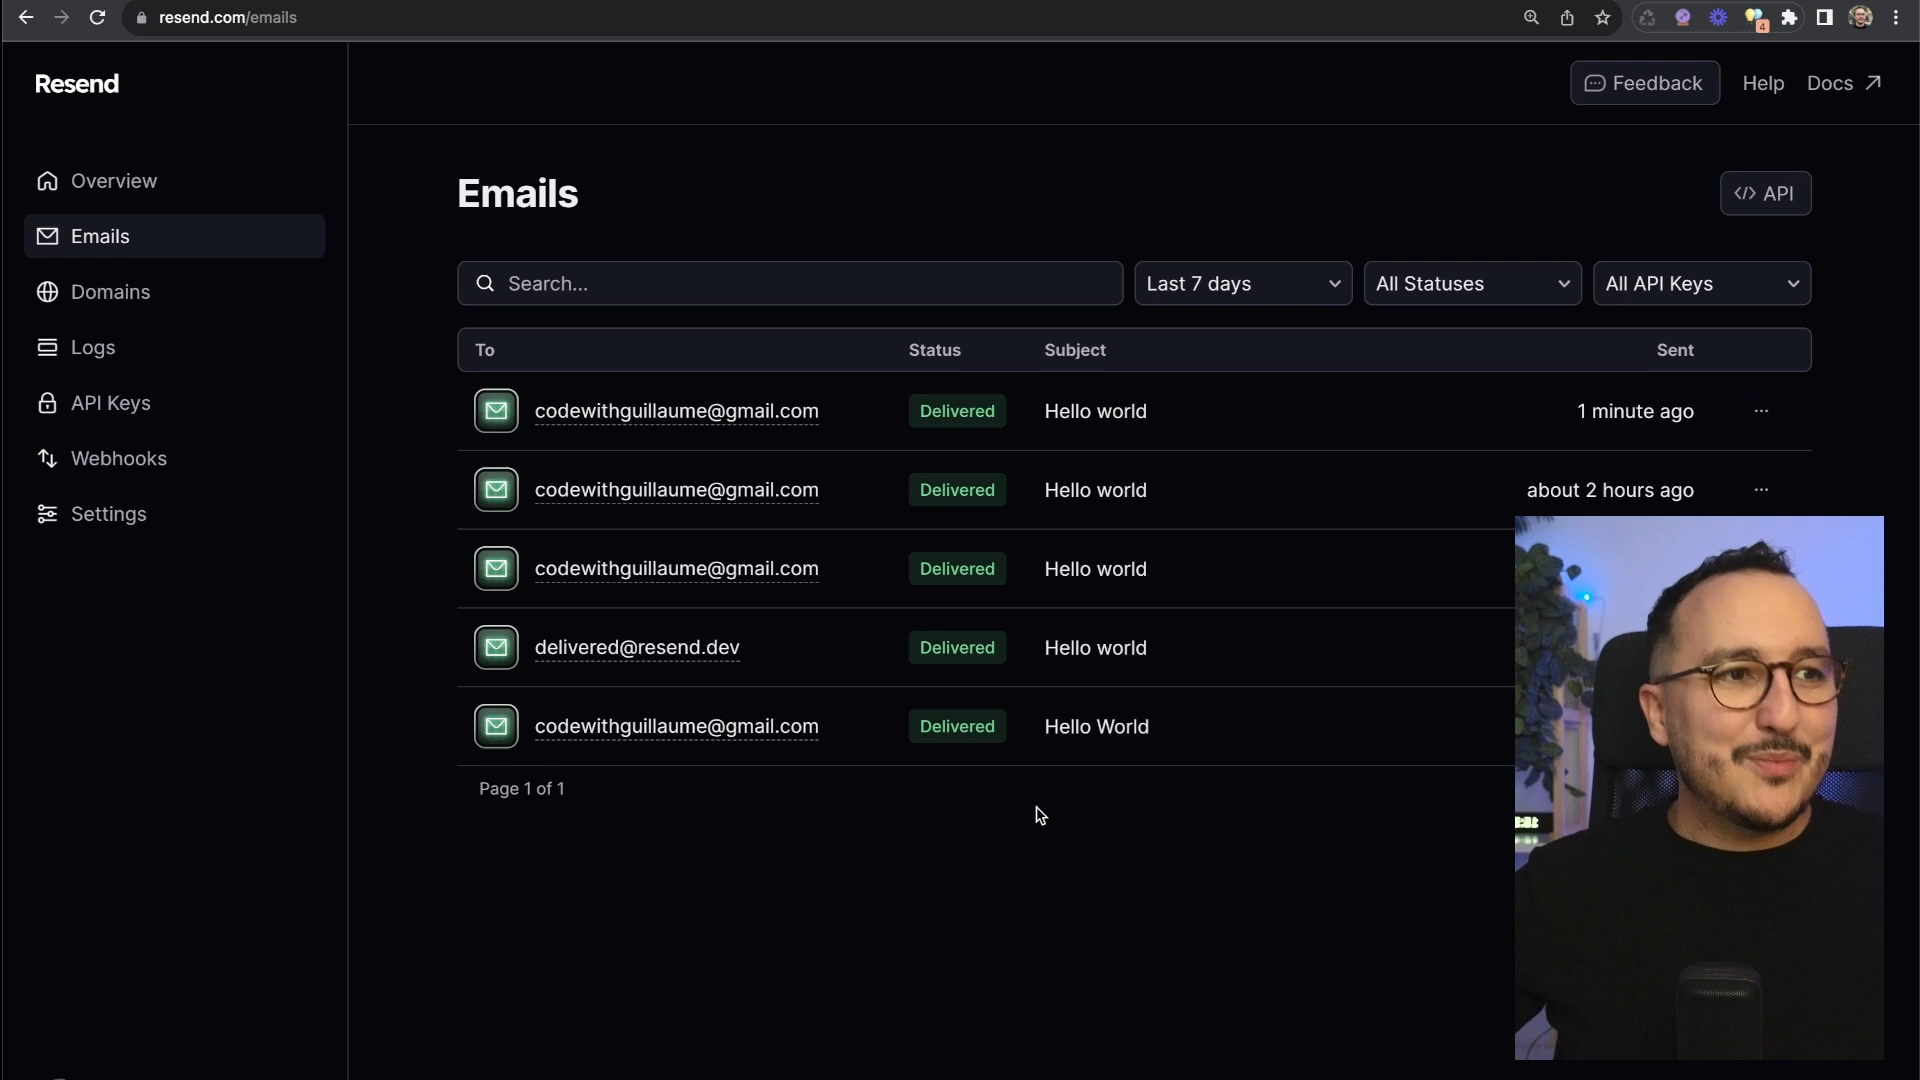 resend.com/emails
4
Resend
Feedback
Help
Docs
Overview
Emails
Domains
Logs
API Keys
Webhooks
Settings
Emails
</> API
Search...
Last 7 days
All Statuses
All API Keys
To Status Subject Sent
codewithguillaume@gmail.com Delivered Hello world 1 minute ago
codewithguillaume@gmail.com Delivered Hello world about 2 hours ago
codewithguillaume@gmail.com Delivered Hello world
delivered@resend.dev Delivered Hello world
codewithguillaume@gmail.com Delivered Hello World
Page 1 of 1